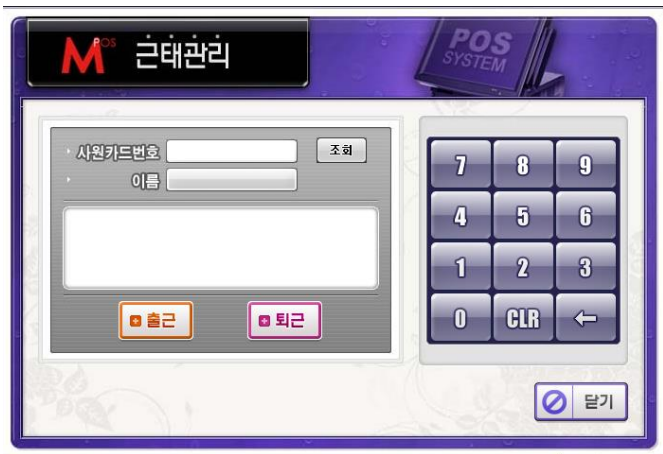 MPOS 근태관리
POS
SYSTEM
사원카드번호 조회
이름
출근 퇴근
7 8 9
4 5 6
1 2 3
0 CLR ←
닫기